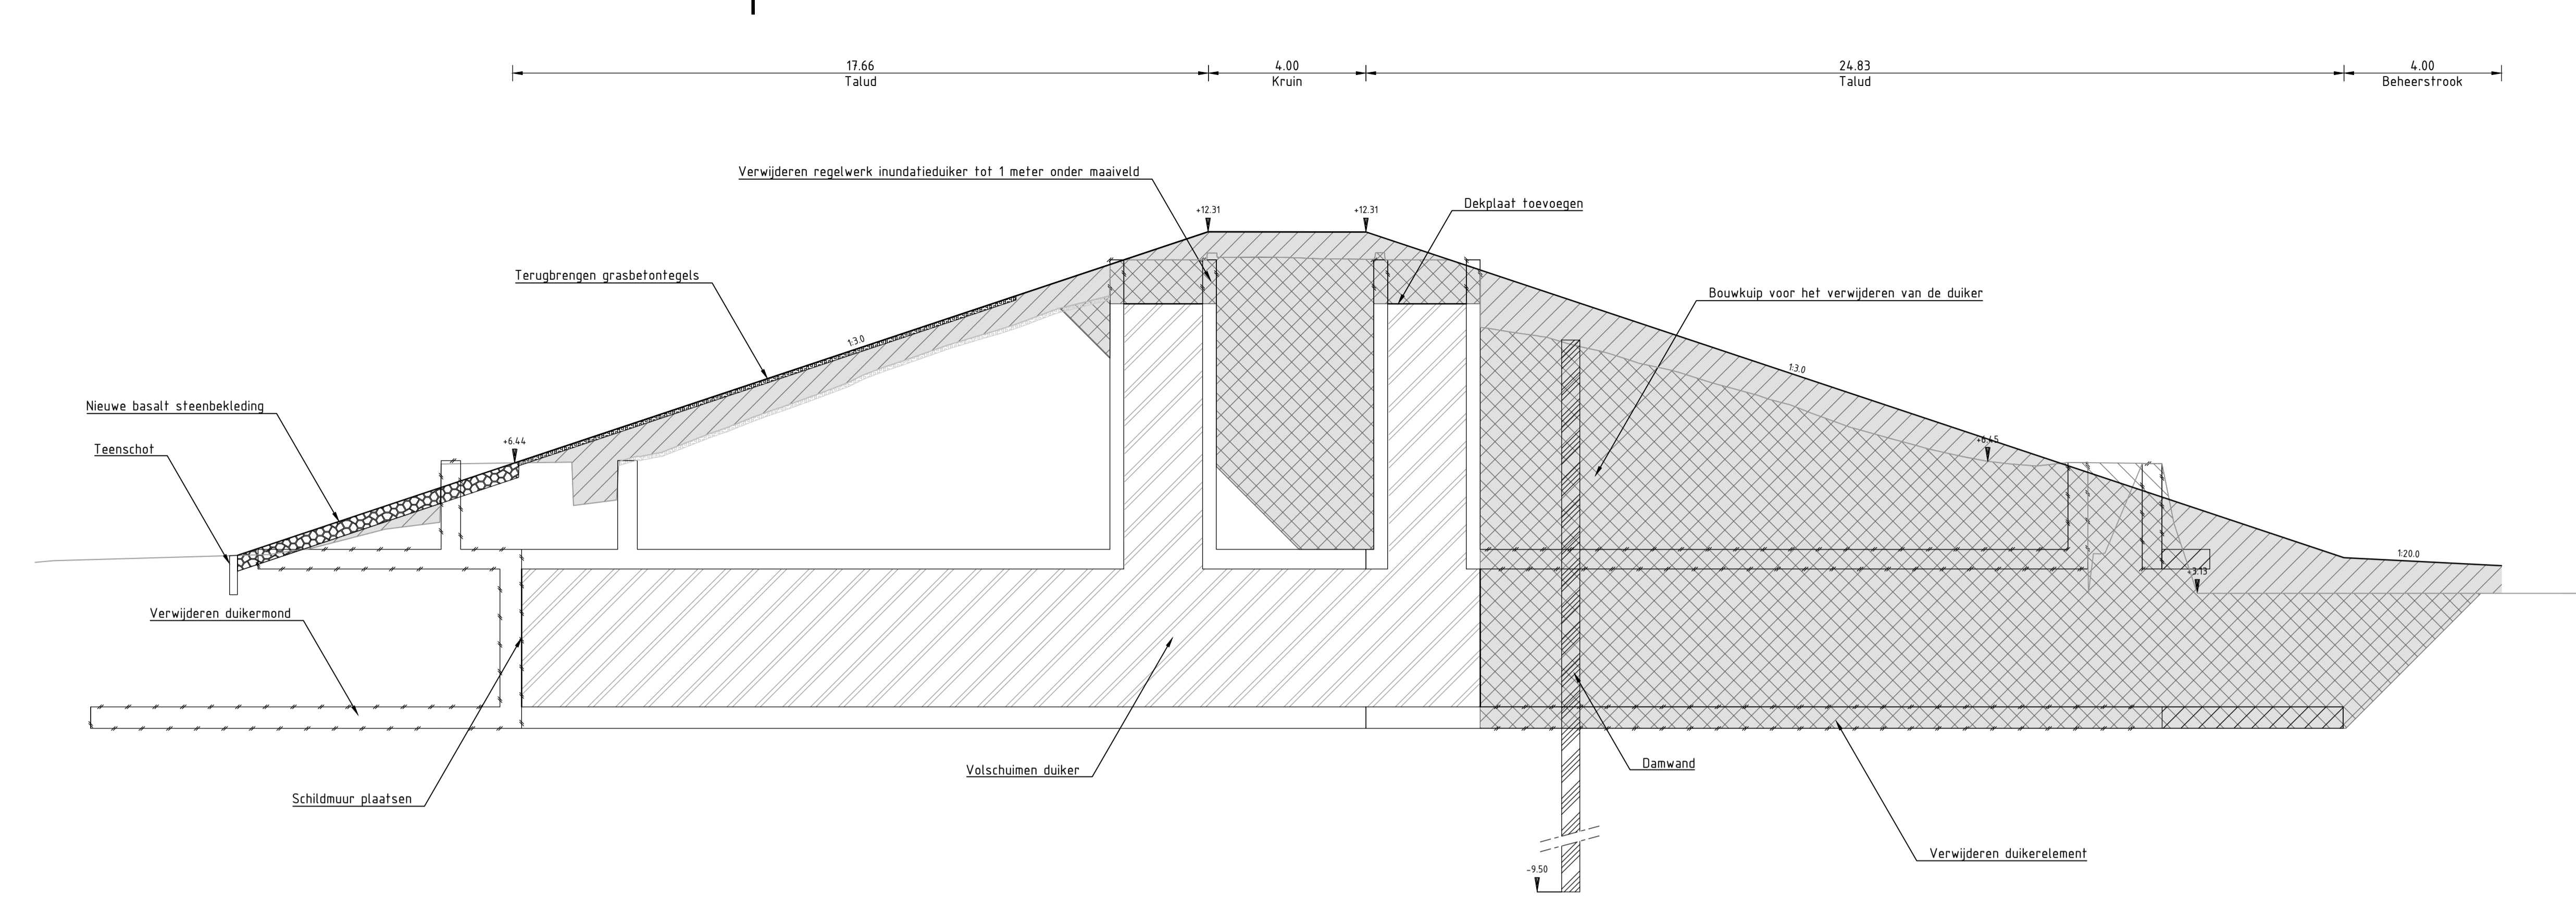 17.66
Talud
4.00
Kruin
24.83
Talud
4.00
Beheerstrook
Verwijderen regelwerk inundatieduiker tot 1 meter onder maaiveld
Dekplaat toevoegen
+12.31
+12.31
Terugbrengen grasbetontegels
Bouwkuip voor het verwijderen van de duiker
1:3.0
1:3.0
Nieuwe basalt steenbekleding
+6.44
+6.45
Teenschot
1:20.0
+3.13
Verwijderen duikermond
Volschuimen duiker
Damwand
Schildmuur plaatsen
Verwijderen duikerelement
-9.50